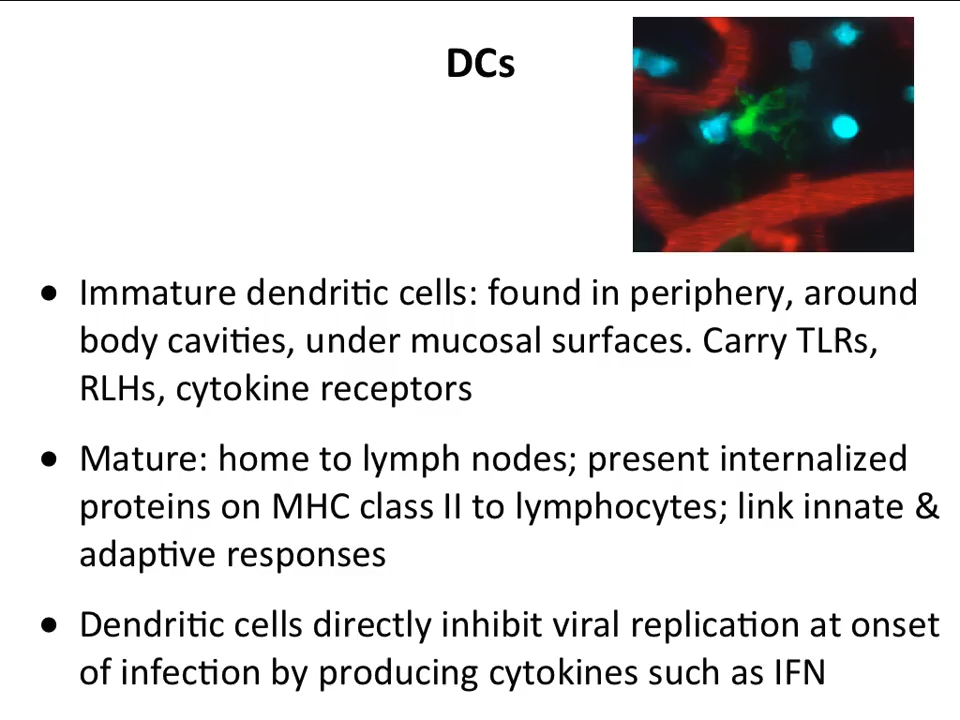 DCs
• Immature dendritic cells: found in periphery, around
body cavities, under mucosal surfaces. Carry TLRs,
RLHs, cytokine receptors
• Mature: home to lymph nodes; present internalized
proteins on MHC class II to lymphocytes; link innate &
adaptive responses
• Dendritic cells directly inhibit viral replication at onset
of infection by producing cytokines such as IFN